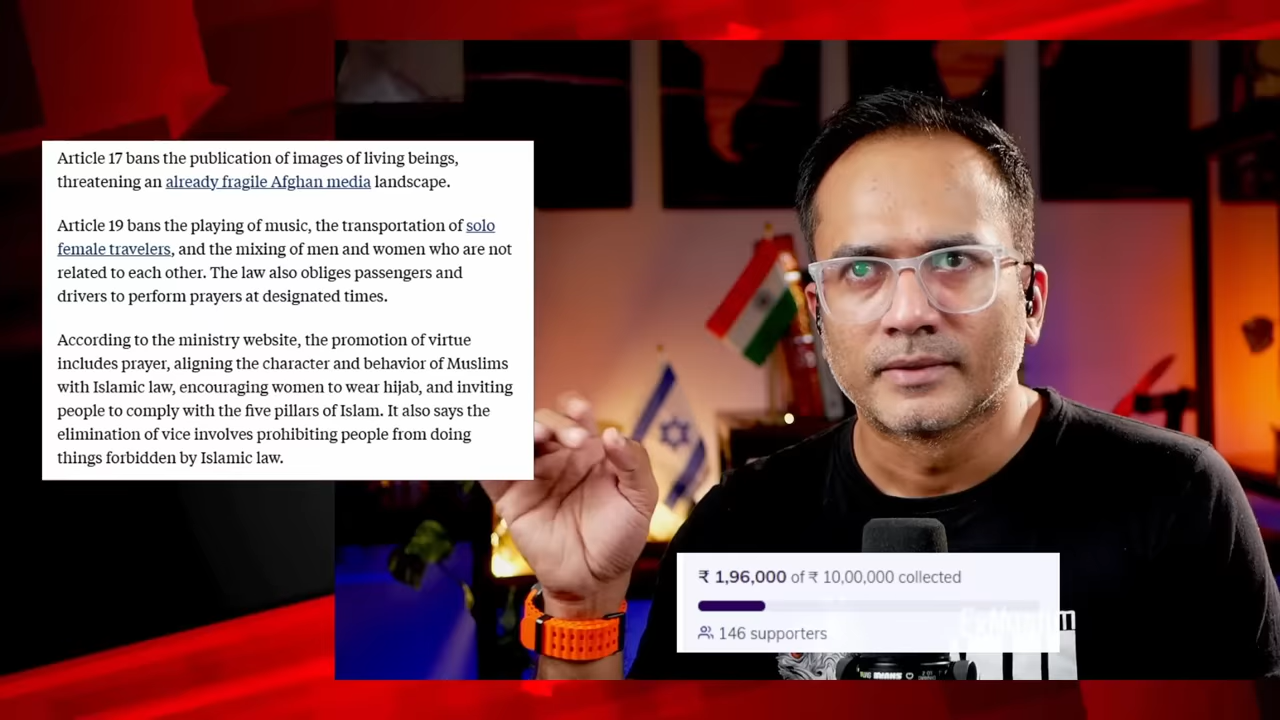 Article 17 bans the publication of images of living beings,
threatening an already fragile Afghan media landscape.
Article 19 bans the playing of music, the transportation of solo
female travelers, and the mixing of men and women who are not
related to each other. The law also obliges passengers and
drivers to perform prayers at designated times.
According to the ministry website, the promotion of virtue
includes prayer, aligning the character and behavior of Muslims
with Islamic law, encouraging women to wear hijab, and inviting
people to comply with the five pillars of Islam. It also says the
elimination of vice involves prohibiting people from doing
things forbidden by Islamic law.
₹ 1,96,000 of ₹ 10,00,000 collected
146 supporters
ExMuslim